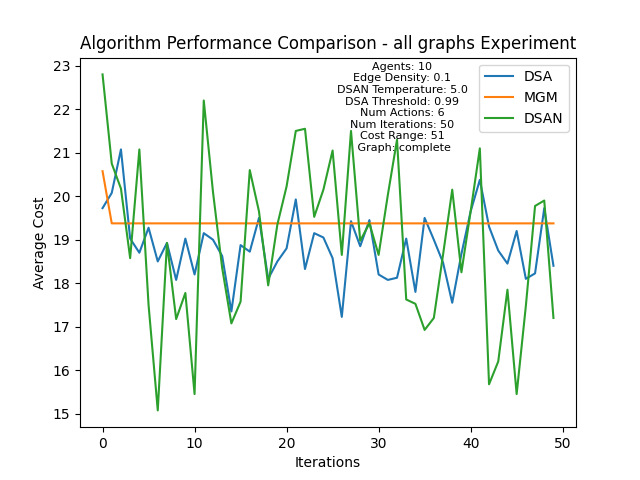 Algorithm Performance Comparison - all graphs Experiment
Agents: 10
Edge Density: 0.1
DSAN Temperature: 5.0
DSA Threshold: 0.99
Num Actions: 6
Num Iterations: 50
Cost Range: 51
Graph: complete
DSA
MGM
DSAN
Average Cost
23
22
21
20
19
18
17
16
15
0
10
20
30
40
50
Iterations